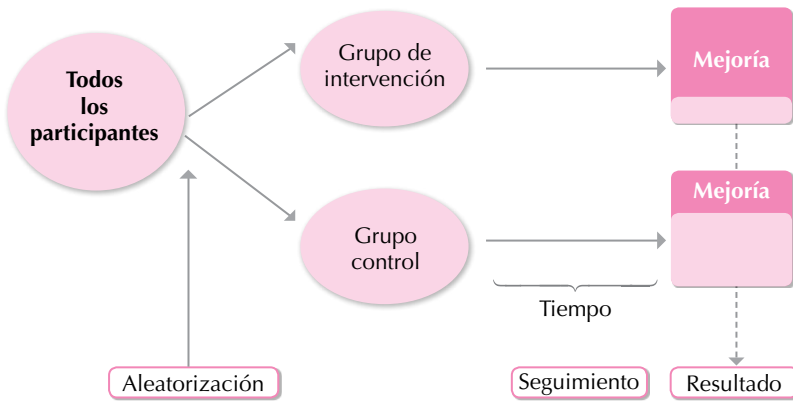 Todos
los
participantes
Grupo de
intervención
Mejoría
Grupo
control
Mejoría
Tiempo
Aleatorización
Seguimiento
Resultado